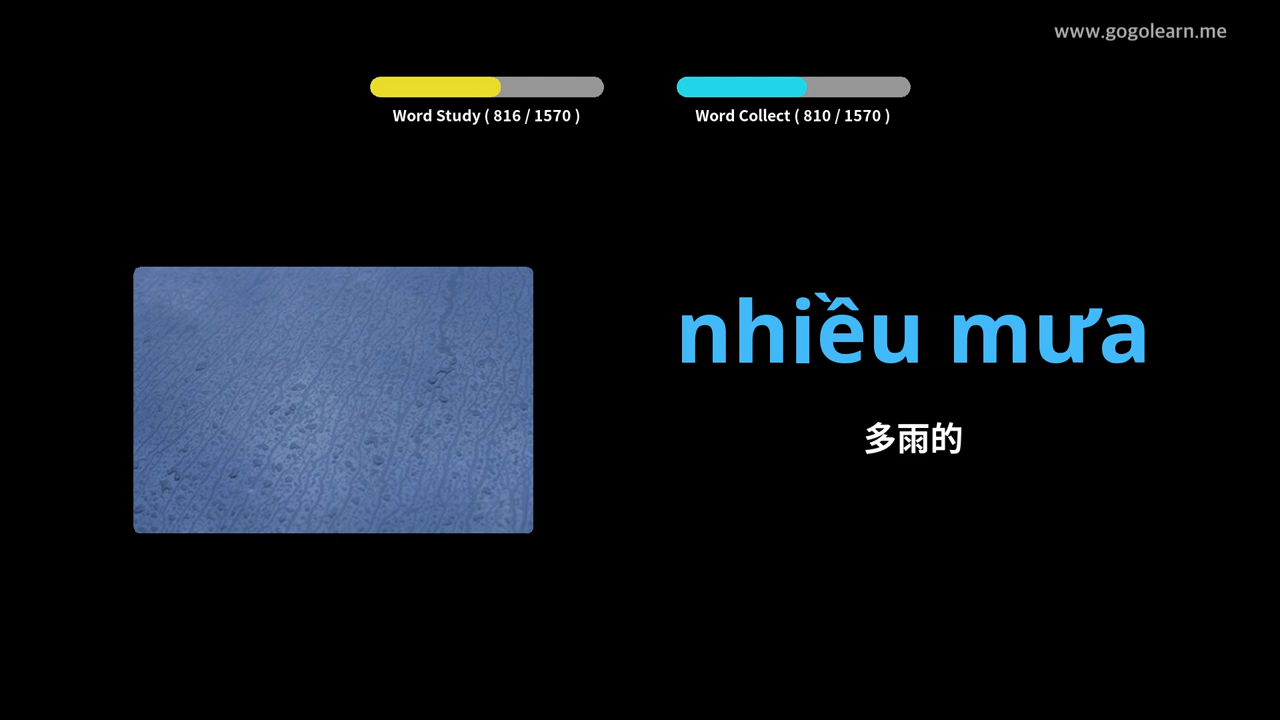 www.gogolearn.me
Word Study ( 816 / 1570 )
Word Collect ( 810 / 1570 )
nhiều mưa
多雨的